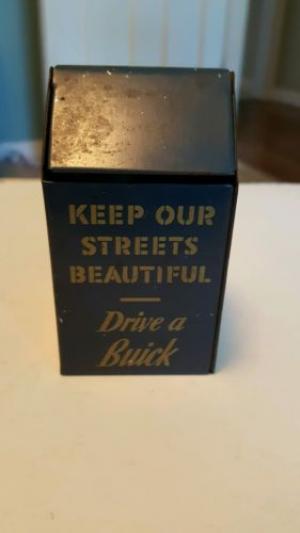 KEEP OUR
STREETS
BEAUTIFUL
Drive a
Buick